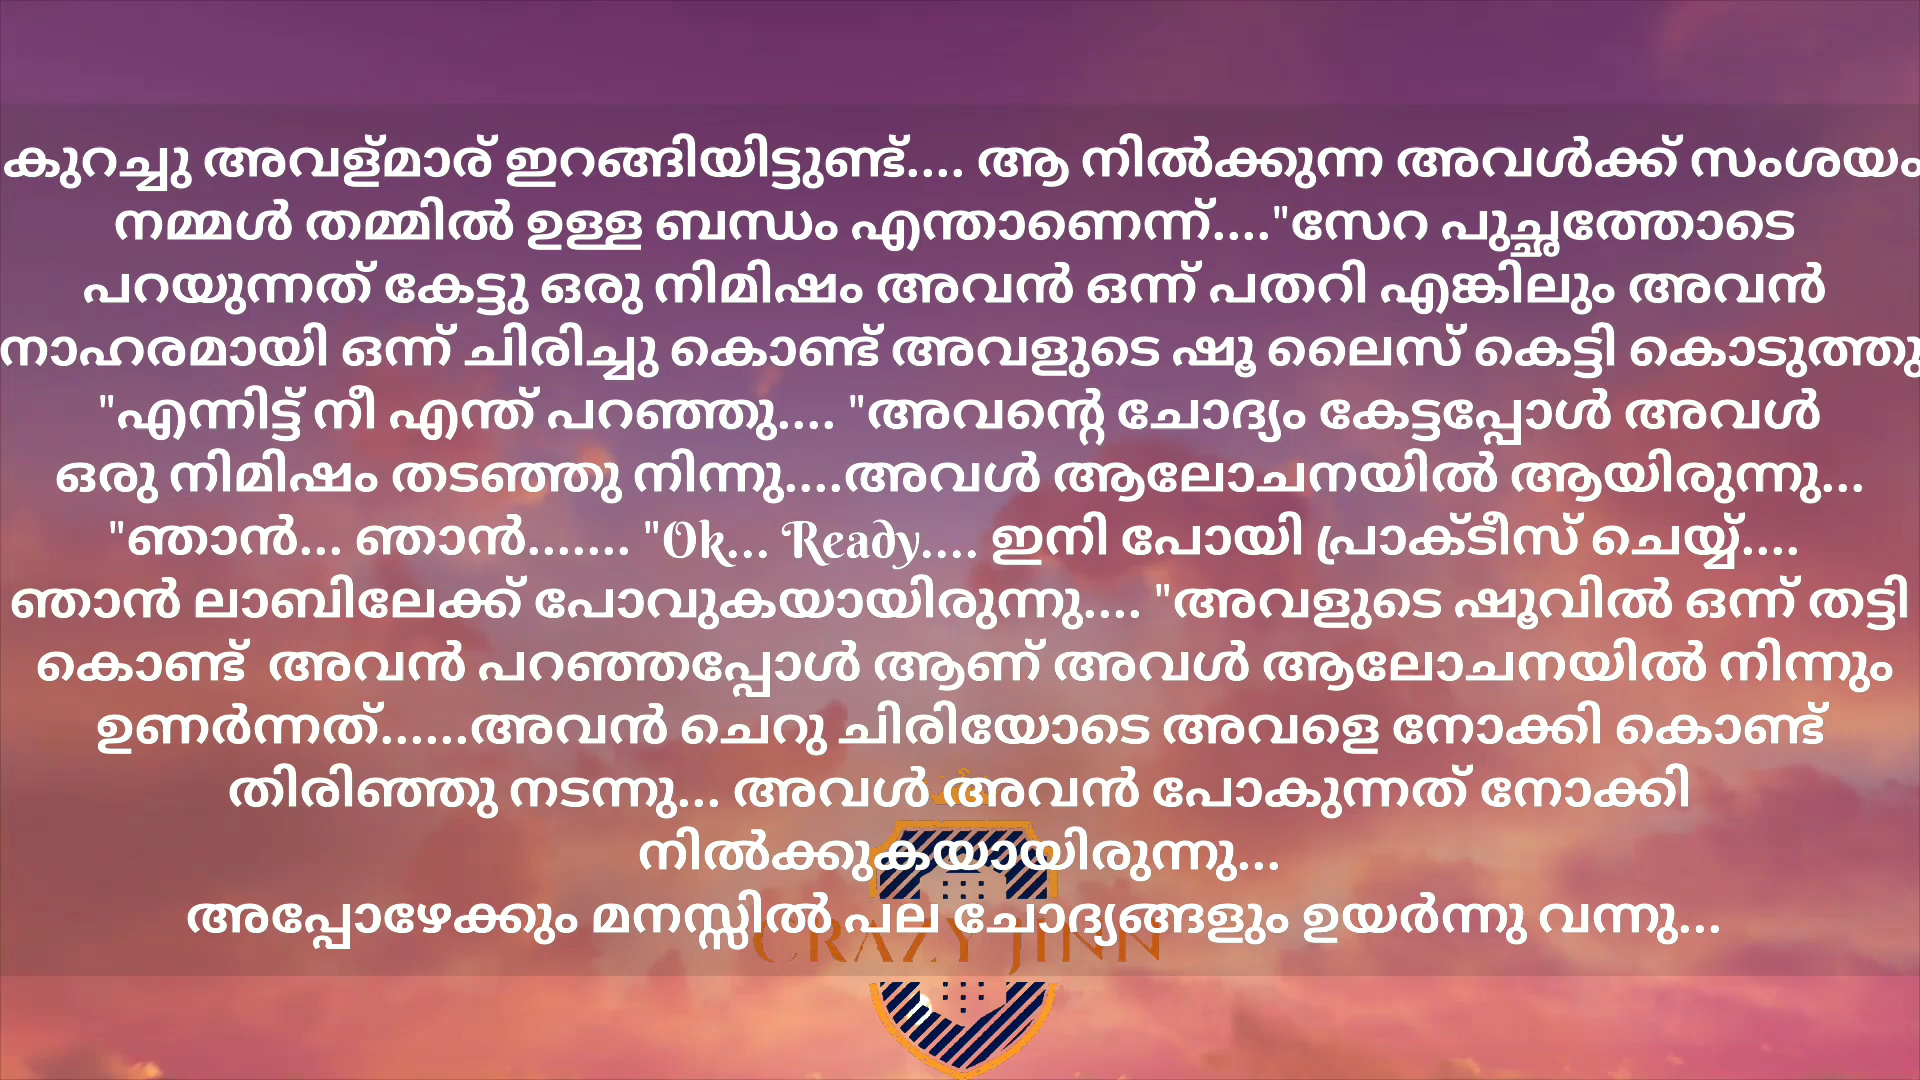 കുറച്ചു അവള്മാര് ഇറങ്ങിയിട്ടുണ്ട്.... ആ നിൽക്കുന്ന അവൾക്ക് സംശയം
നമ്മൾ തമ്മിൽ ഉള്ള ബന്ധം എന്താണെന്ന്...."സേറ പുച്ഛത്തോടെ
പറയുന്നത് കേട്ടു ഒരു നിമിഷം അവൻ ഒന്ന് പതറി എങ്കിലും അവൻ
നാഹരമായി ഒന്ന് ചിരിച്ചു കൊണ്ട് അവളുടെ ഷൂ ലൈസ് കെട്ടി കൊടുത്തു
"എന്നിട്ട് നീ എന്ത് പറഞ്ഞു.... "അവന്റെ ചോദ്യം കേട്ടപ്പോൾ അവൾ
ഒരു നിമിഷം തടഞ്ഞു നിന്നു....അവൾ ആലോചനയിൽ ആയിരുന്നു...
"ഞാൻ... ഞാൻ....... "Ok... Ready.... ഇനി പോയി പ്രാക്ടീസ് ചെയ്യ്....
ഞാൻ ലാബിലേക്ക് പോവുകയായിരുന്നു.... "അവളുടെ ഷൂവിൽ ഒന്ന് തട്ടി
കൊണ്ട്  അവൻ പറഞ്ഞപ്പോൾ ആണ് അവൾ ആലോചനയിൽ നിന്നും
ഉണർന്നത്......അവൻ ചെറു ചിരിയോടെ അവളെ നോക്കി കൊണ്ട്
തിരിഞ്ഞു നടന്നു... അവൾ അവൻ പോകുന്നത് നോക്കി
നിൽക്കുകയായിരുന്നു...
അപ്പോഴേക്കും മനസ്സിൽ പല ചോദ്യങ്ങളും ഉയർന്നു വന്നു...
CRAZY JINN